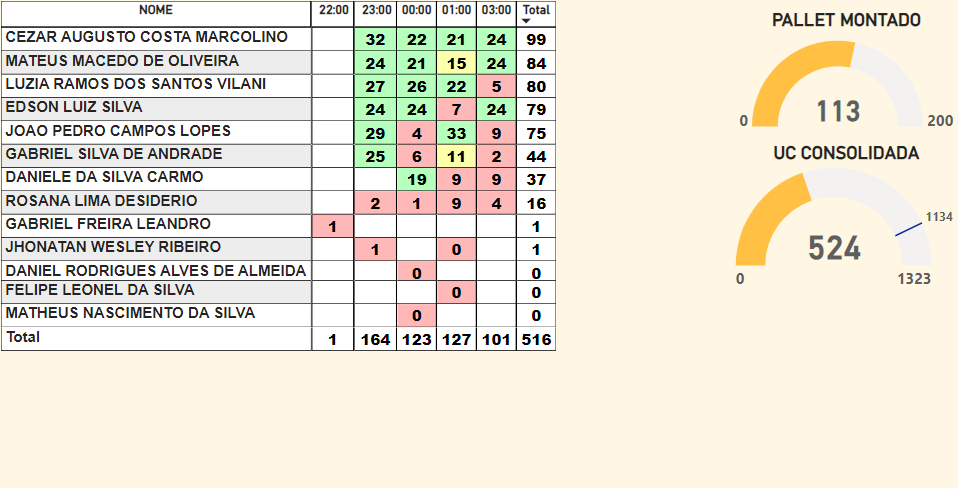 NOME 22:00 23:00 00:00 01:00 03:00 Total
CEZAR AUGUSTO COSTA MARCOLINO 32 22 21 24 99
MATEUS MACEDO DE OLIVEIRA 24 21 15 24 84
LUZIA RAMOS DOS SANTOS VILANI 27 26 22 5 80
EDSON LUIZ SILVA 24 24 7 24 79
JOAO PEDRO CAMPOS LOPES 29 4 33 9 75
GABRIEL SILVA DE ANDRADE 25 6 11 2 44
DANIELE DA SILVA CARMO 19 9 9 37
ROSANA LIMA DESIDERIO 2 1 9 4 16
GABRIEL FREIRA LEANDRO 1 1
JHONATAN WESLEY RIBEIRO 1 0 1
DANIEL RODRIGUES ALVES DE ALMEIDA 0 0
FELIPE LEONEL DA SILVA 0 0
MATHEUS NASCIMENTO DA SILVA 0 0
Total 1 164 123 127 101 516
PALLET MONTADO
113
0 200
UC CONSOLIDADA
1134
524
0 1323